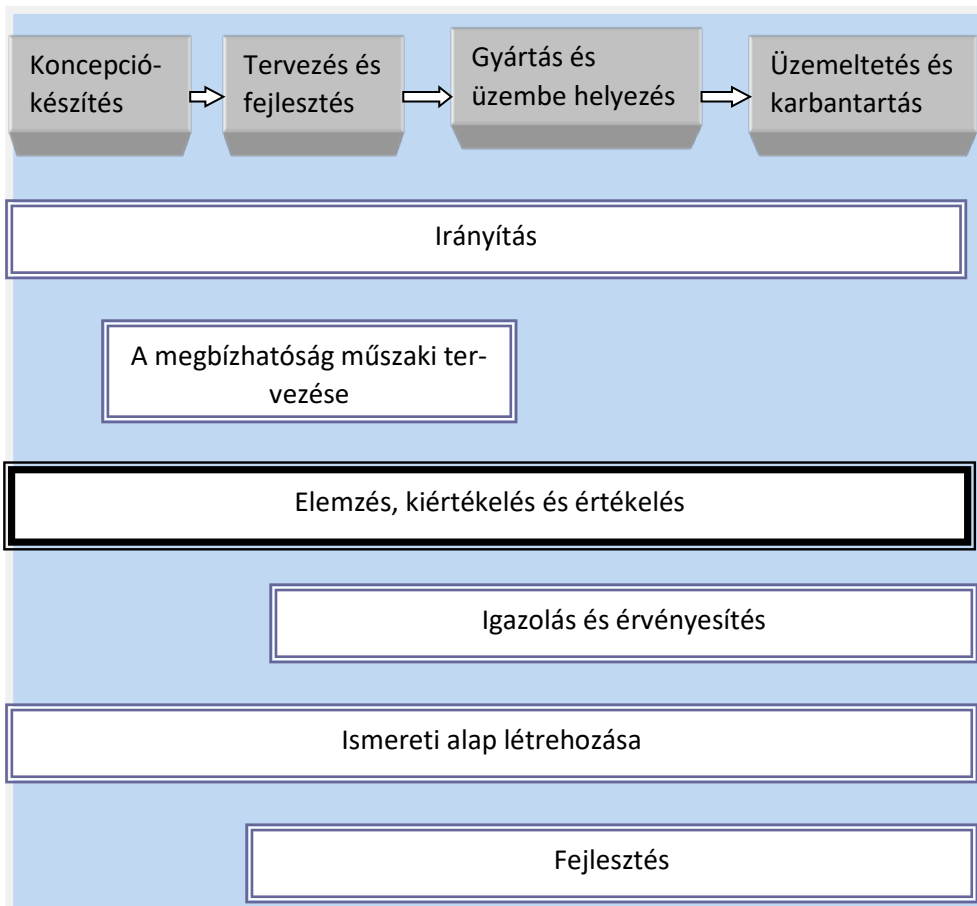 Koncepció-
készítés
Tervezés és
fejlesztés
Gyártás és
üzembe helyezés
Üzemeltetés és
karbantartás
Irányítás
A megbízhatóság műszaki ter-
vezése
Elemzés, kiértékelés és értékelés
Igazolás és érvényesítés
Ismereti alap létrehozása
Fejlesztés